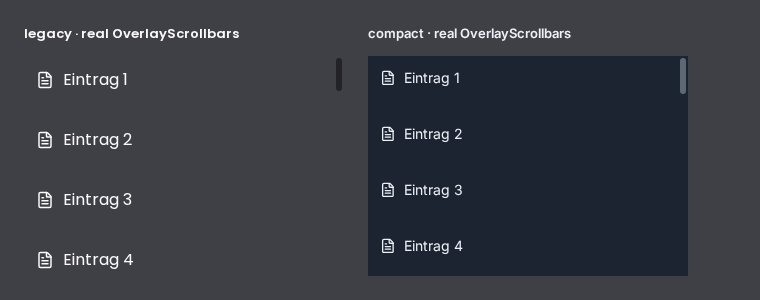 legacy · real OverlayScrollbars
Eintrag 1
Eintrag 2
Eintrag 3
Eintrag 4
compact · real OverlayScrollbars
Eintrag 1
Eintrag 2
Eintrag 3
Eintrag 4